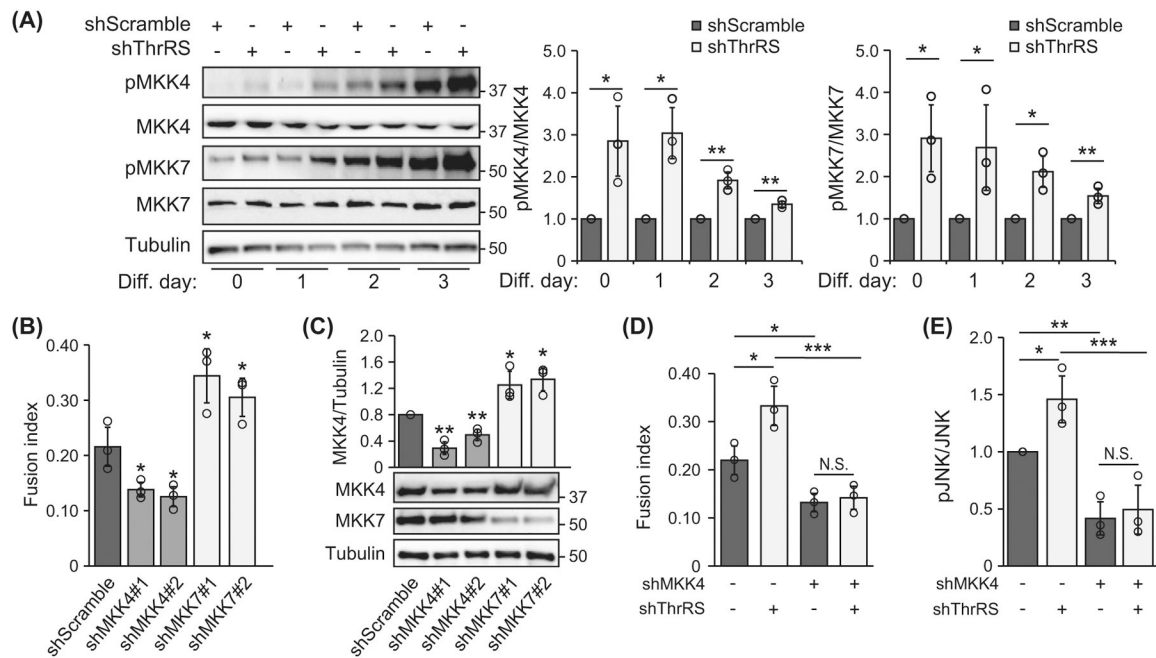 (A)
shScramble + - + - + - + -
shThrRS - + - + - + - +
pMKK4
37
MKK4
37
pMKK7
50
MKK7
50
Tubulin
50
Diff. day: 0 1 2 3
shScramble
shThrRS
pMKK4/MKK4
5.0
4.0
3.0
2.0
1.0
0
* * ** **
Diff. day: 0 1 2 3
shScramble
shThrRS
pMKK7/MKK7
5.0
4.0
3.0
2.0
1.0
0
* * * **
Diff. day: 0 1 2 3
(B)
Fusion index
0.40
0.30
0.20
0.10
0
* * * *
shScramble
shMKK4#1
shMKK4#2
shMKK7#1
shMKK7#2
(C)
MKK4/Tubulin
2.0
1.6
1.2
0.8
0.4
0
** ** * *
MKK4
37
MKK7
50
Tubulin
50
shScramble
shMKK4#1
shMKK4#2
shMKK7#1
shMKK7#2
(D)
Fusion index
0.40
0.30
0.20
0.10
0
*
* ***
N.S.
shMKK4 - - + +
shThrRS - + - +
(E)
pJNK/JNK
2.0
1.5
1.0
0.5
0
**
* ***
N.S.
shMKK4 - - + +
shThrRS - + - +